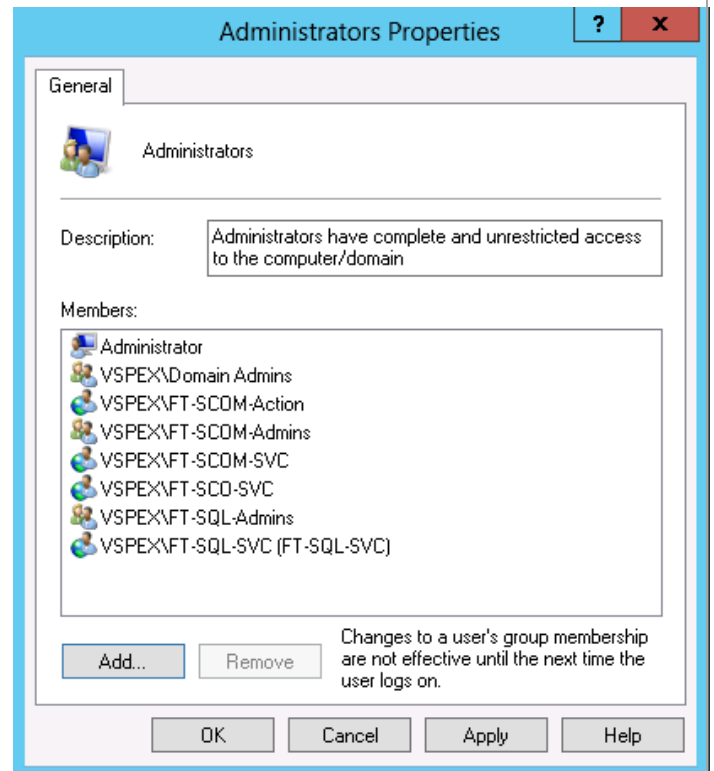 Administrators Properties
?
x
General
Administrators
Description:
Administrators have complete and unrestricted access
to the computer/domain
Members:
Administrator
VSPEX\Domain Admins
VSPEX\FT-SCOM-Action
VSPEX\FT-SCOM-Admins
VSPEX\FT-SCOM-SVC
VSPEX\FT-SCO-SVC
VSPEX\FT-SQL-Admins
VSPEX\FT-SQL-SVC (FT-SQL-SVC)
Add...
Remove
Changes to a user's group membership
are not effective until the next time the
user logs on.
OK
Cancel
Apply
Help